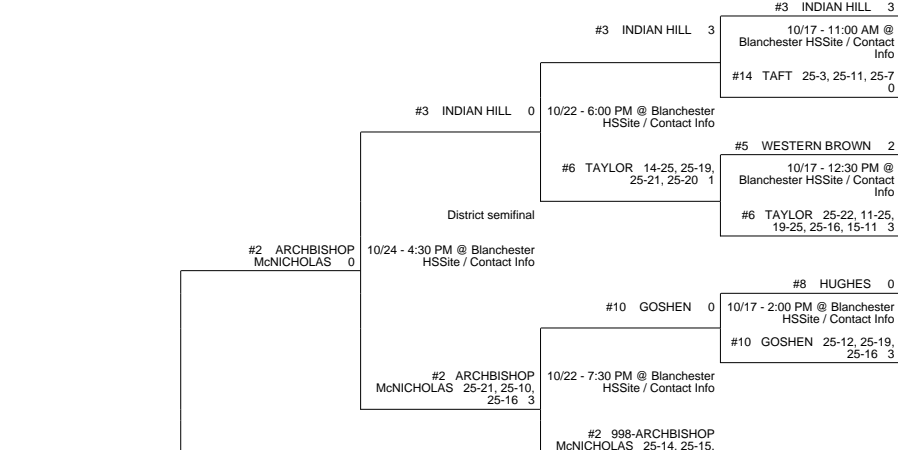 #3 INDIAN HILL 3
10/17 - 11:00 AM @
Blanchester HSSite / Contact
Info
#14 TAFT 25-3, 25-11, 25-7
0
#3 INDIAN HILL 3
10/22 - 6:00 PM @ Blanchester
HSSite / Contact Info
#5 WESTERN BROWN 2
10/17 - 12:30 PM @
Blanchester HSSite / Contact
Info
#6 TAYLOR 25-22, 11-25,
19-25, 25-16, 15-11 3
#6 TAYLOR 14-25, 25-19,
25-21, 25-20 1
#3 INDIAN HILL 0
District semifinal
10/24 - 4:30 PM @ Blanchester
HSSite / Contact Info
#2 ARCHBISHOP
McNICHOLAS 0
#8 HUGHES 0
10/17 - 2:00 PM @ Blanchester
HSSite / Contact Info
#10 GOSHEN 25-12, 25-19,
25-16 3
#10 GOSHEN 0
10/22 - 7:30 PM @ Blanchester
HSSite / Contact Info
#2 ARCHBISHOP
McNICHOLAS 25-21, 25-10,
25-16 3
#2 998-ARCHBISHOP
McNICHOLAS 25-14, 25-15,